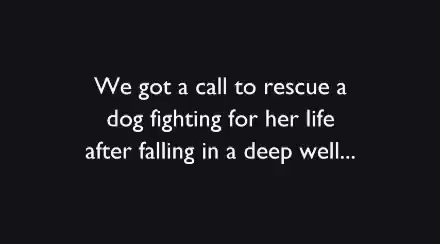 We got a call to rescue a
dog fighting for her life
after falling in a deep well...